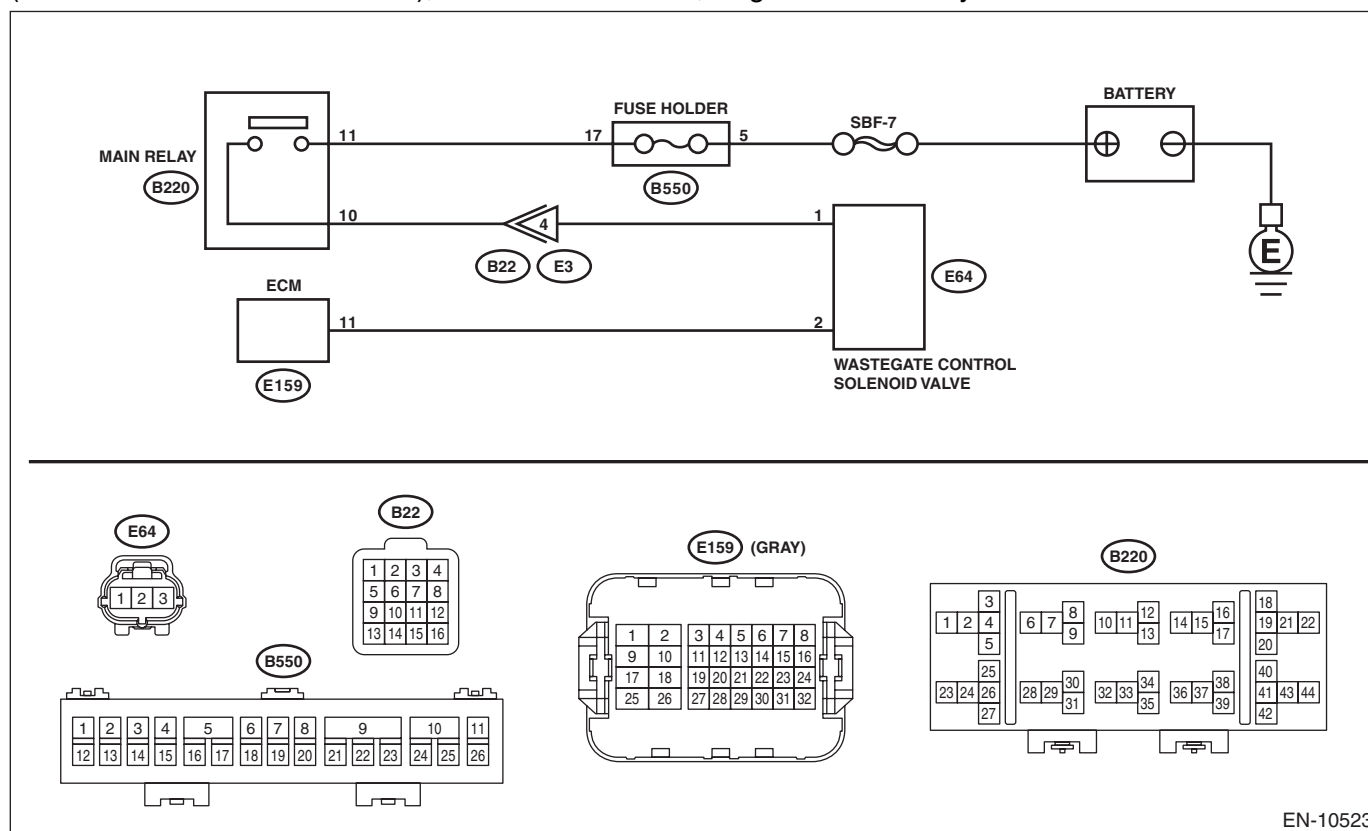 BATTERY
FUSE HOLDER
SBF-7
11
17
5
MAIN RELAY
B220
B550
10
4
1
B22
E3
E64
E
ECM
11
2
E159
WASTEGATE CONTROL
SOLENOID VALVE
E64
1 2 3
B22
1 2 3 4
5 6 7 8
9 10 11 12
13 14 15 16
B550
1 2 3 4 5 6 7 8 9 10 11
12 13 14 15 16 17 18 19 20 21 22 23 24 25 26
E159 (GRAY)
1 2 3 4 5 6 7 8
9 10 11 12 13 14 15 16
17 18 19 20 21 22 23 24
25 26 27 28 29 30 31 32
B220
3 8 12 16 18
1 2 4 6 7 10 11 14 15 19 21 22
5 9 13 17 20
25 30 34 38 40
23 24 26 28 29 32 33 36 37 41 43 44
27 31 35 39 42
EN-10523